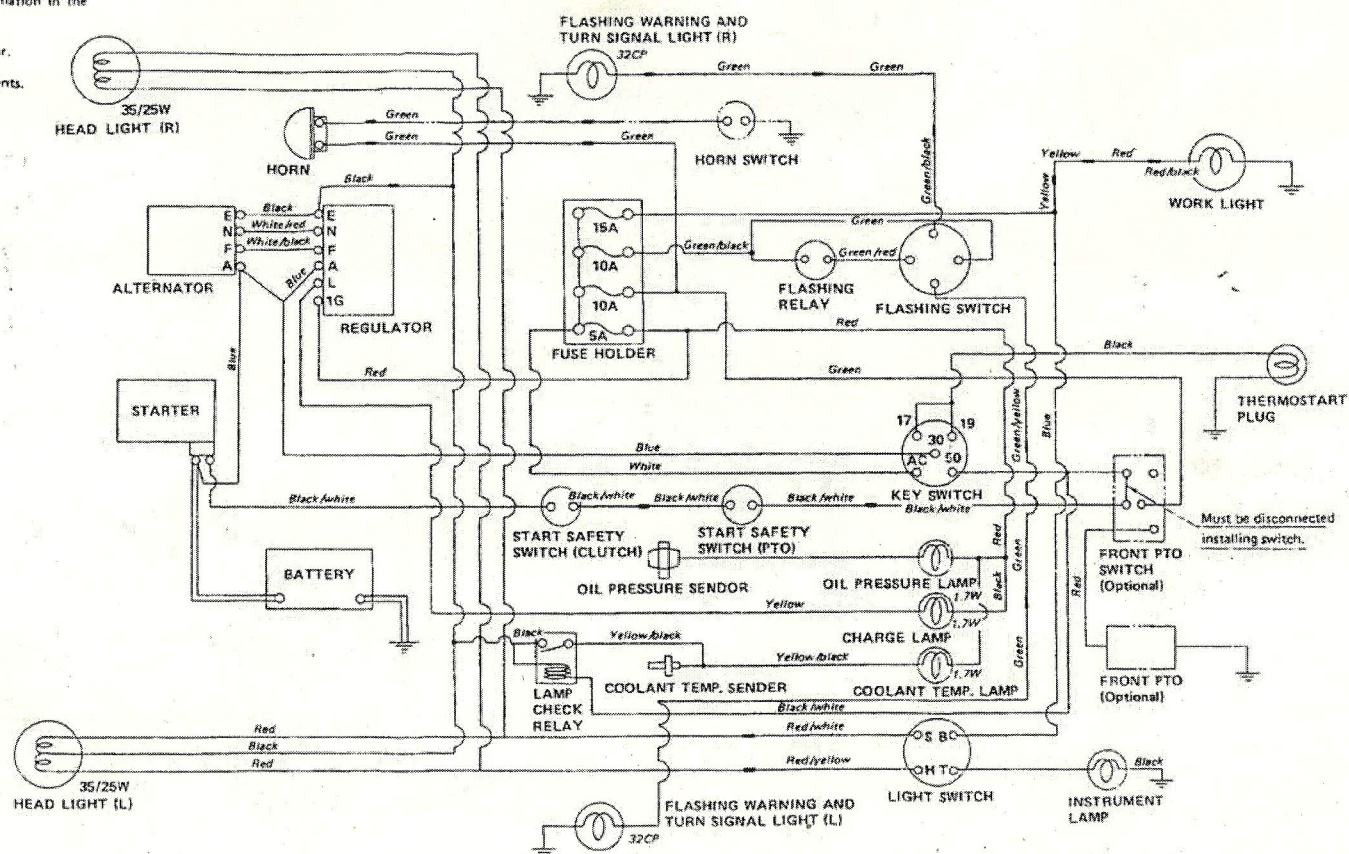 mation in the
r.
nts.
FLASHING WARNING AND
TURN SIGNAL LIGHT (R)
32CP
Green
Green
35/25W
HEAD LIGHT (R)
Green
Green
Green
HORN
HORN SWITCH
Black
Green/black
Yellow
Yellow
Red
Red/black
WORK LIGHT
E
N
F
A
Black
White/red
White/black
E
N
F
A
L
1G
Blue
ALTERNATOR
REGULATOR
15A
10A
10A
5A
FUSE HOLDER
Green/black
Green
Green/red
FLASHING
RELAY
FLASHING SWITCH
Red
Red
Black
Green
THERMOSTART
PLUG
Blue
STARTER
17
19
30
AC
50
KEY SWITCH
Green/yellow
Blue
Blue
White
Black/white
Black/white
Black/white
Black/white
Black/white
START SAFETY
SWITCH (CLUTCH)
START SAFETY
SWITCH (PTO)
Must be disconnected
installing switch.
FRONT PTO
SWITCH
(Optional)
Red
Green
BATTERY
OIL PRESSURE SENDOR
OIL PRESSURE LAMP
1.7W
Black
Red
Yellow
CHARGE LAMP
1.7W
Black
Yellow/black
Yellow/black
COOLANT TEMP. SENDER
COOLANT TEMP. LAMP
1.7W
Green
FRONT PTO
(Optional)
LAMP
CHECK
RELAY
Black/white
Red
Black
Red
Red/white
Red/yellow
S
B
H
T
LIGHT SWITCH
Black
INSTRUMENT
LAMP
35/25W
HEAD LIGHT (L)
FLASHING WARNING AND
TURN SIGNAL LIGHT (L)
32CP